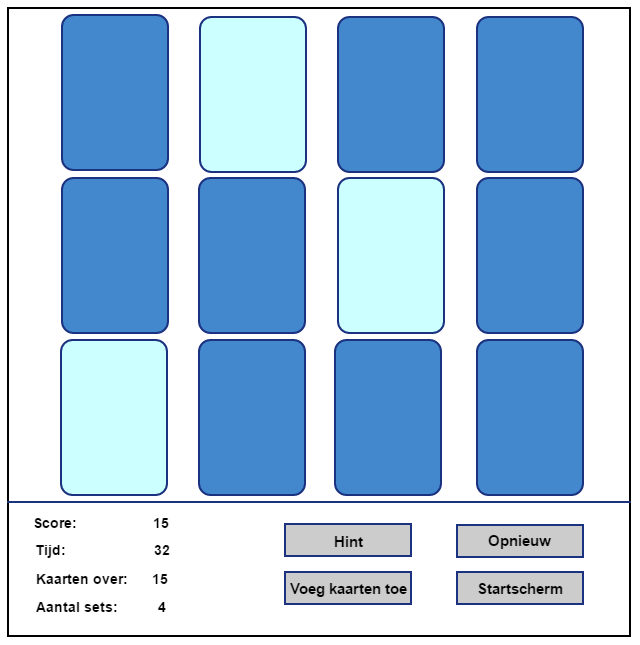 Score: 15
Tijd: 32
Kaarten over: 15
Aantal sets: 4
Hint
Opnieuw
Voeg kaarten toe
Startscherm